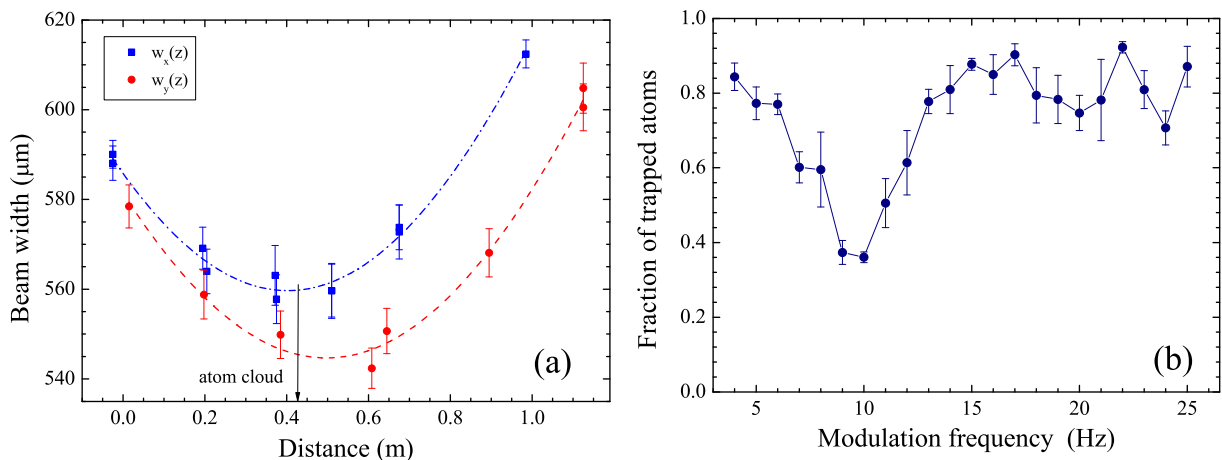 620
600
580
560
540
Beam width (μm)
w_x(z)
w_y(z)
atom cloud
(a)
0.0 0.2 0.4 0.6 0.8 1.0
Distance (m)
1.0
0.8
0.6
0.4
0.2
0.0
Fraction of trapped atoms
(b)
5 10 15 20 25
Modulation frequency (Hz)